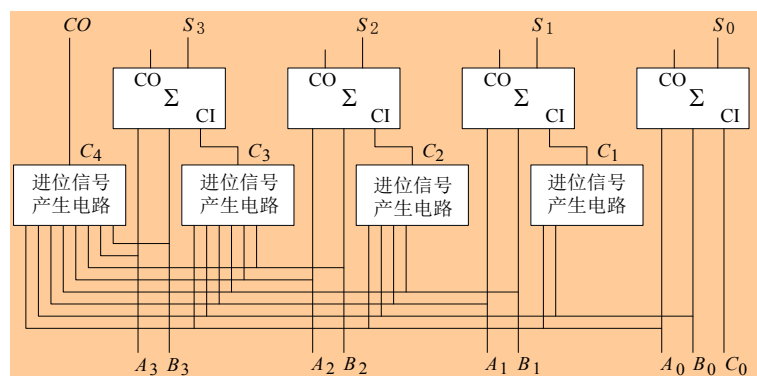 CO S3 S2 S1 S0
CO CO CO CO
Σ Σ Σ Σ
CI CI CI CI
C4 C3 C2 C1
进位信号 进位信号 进位信号 进位信号
产生电路 产生电路 产生电路 产生电路
A3 B3 A2 B2 A1 B1 A0 B0 C0